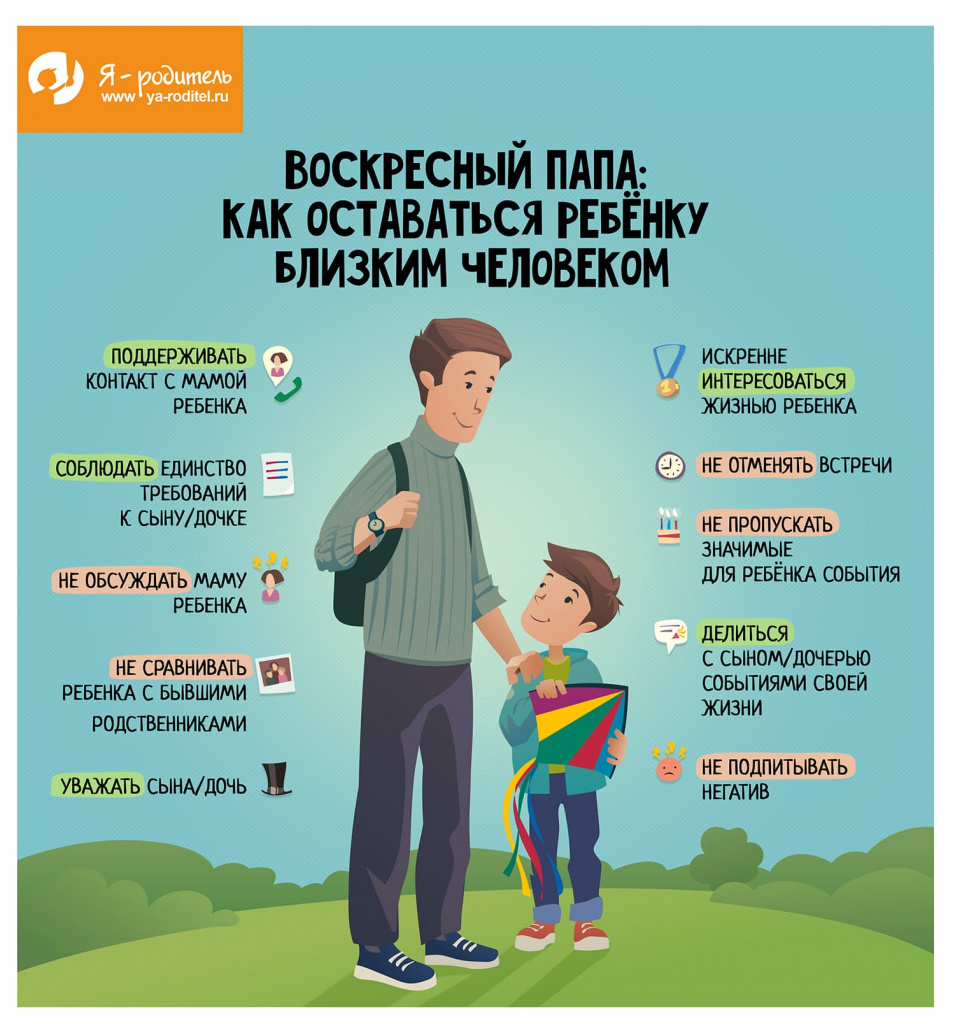 Я - родитель
www ya-roditel.ru
ВОСКРЕСНЫЙ ПАПА:
КАК ОСТАВАТЬСЯ РЕБЁНКУ
БЛИЗКИМ ЧЕЛОВЕКОМ
ПОДДЕРЖИВАТЬ
КОНТАКТ С МАМОЙ
РЕБЕНКА
СОБЛЮДАТЬ ЕДИНСТВО
ТРЕБОВАНИЙ
К СЫНУ/ДОЧКЕ
НЕ ОБСУЖДАТЬ МАМУ
РЕБЕНКА
НЕ СРАВНИВАТЬ
РЕБЕНКА С БЫВШИМИ
РОДСТВЕННИКАМИ
УВАЖАТЬ СЫНА/ДОЧЬ
ИСКРЕННЕ
ИНТЕРЕСОВАТЬСЯ
ЖИЗНЬЮ РЕБЕНКА
1
НЕ ОТМЕНЯТЬ ВСТРЕЧИ
НЕ ПРОПУСКАТЬ
ЗНАЧИМЫЕ
ДЛЯ РЕБЁНКА СОБЫТИЯ
ДЕЛИТЬСЯ
С СЫНОМ/ДОЧЕРЬЮ
СОБЫТИЯМИ СВОЕЙ
ЖИЗНИ
НЕ ПОДПИТЫВАТЬ
НЕГАТИВ